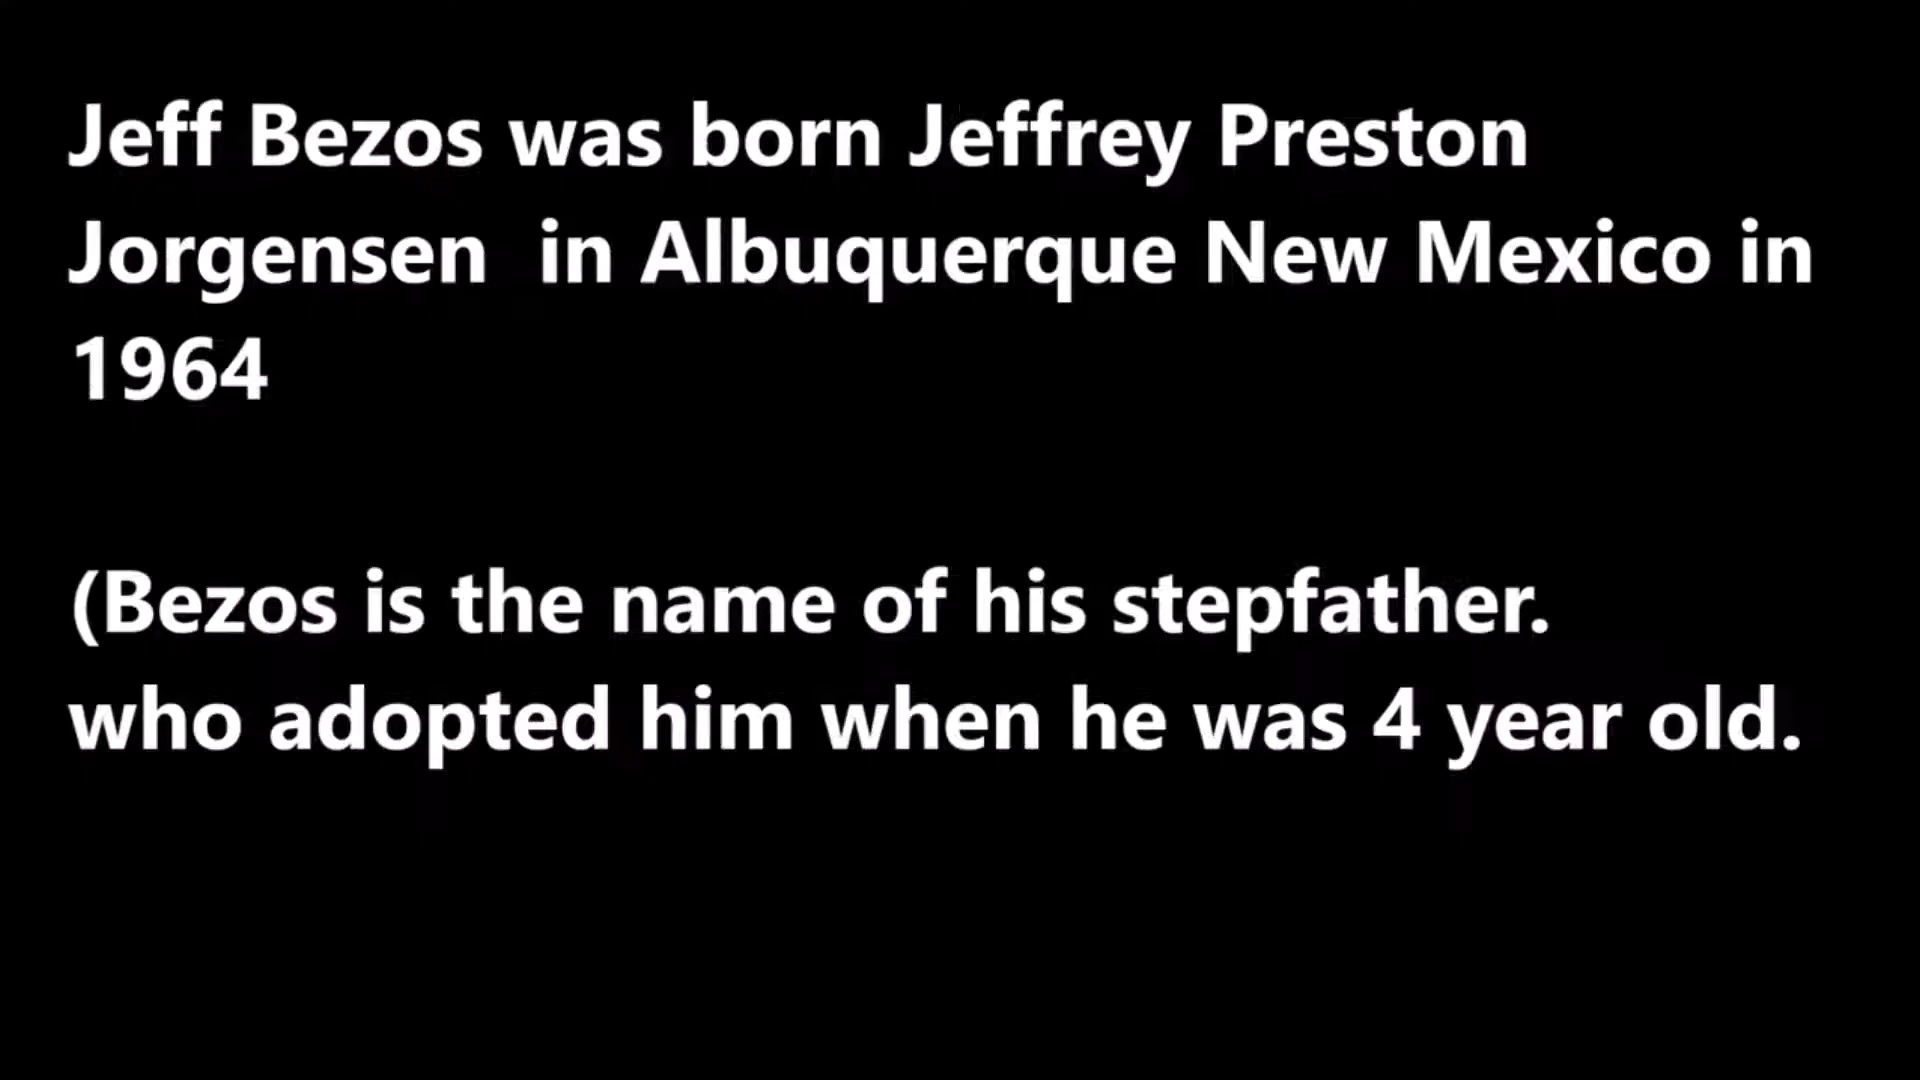 Jeff Bezos was born Jeffrey Preston
Jorgensen  in Albuquerque New Mexico in
1964
(Bezos is the name of his stepfather.
who adopted him when he was 4 year old.